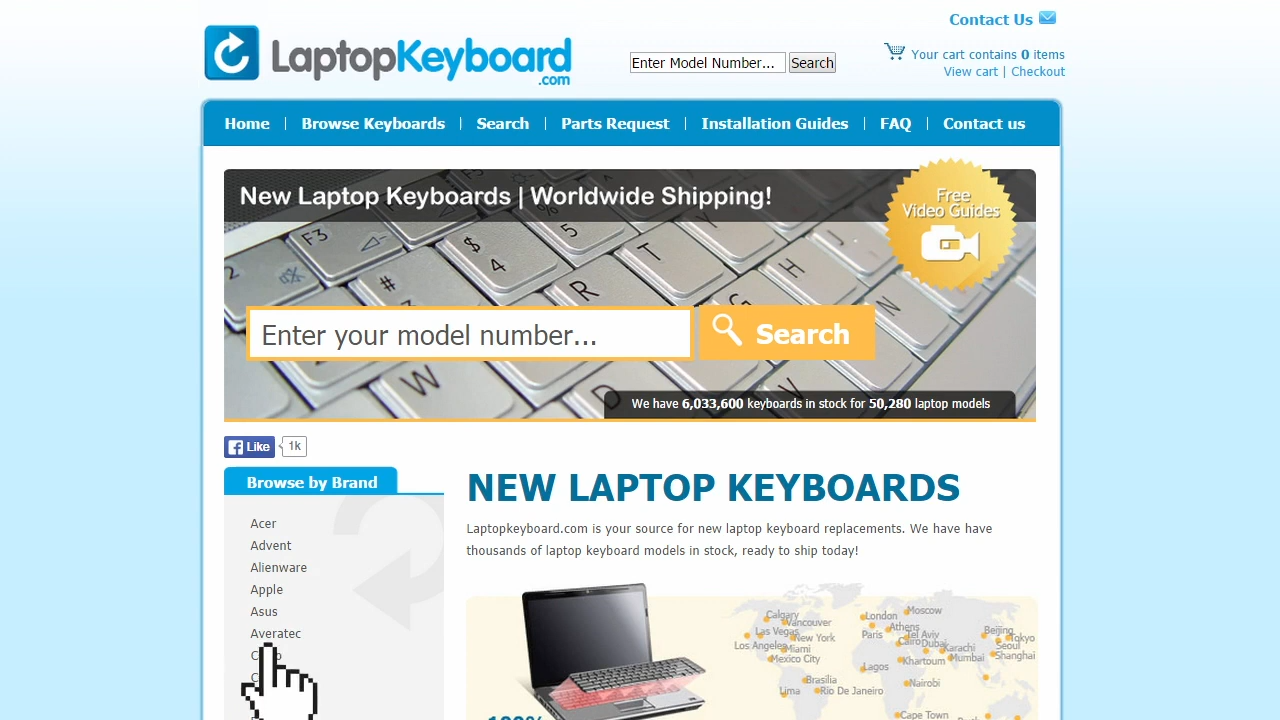 Contact Us
LaptopKeyboard
.com
Enter Model Number... Search
Your cart contains 0 items
View cart | Checkout
Home | Browse Keyboards | Search | Parts Request | Installation Guides | FAQ | Contact us
New Laptop Keyboards | Worldwide Shipping!
Free
Video Guides
F3
$
4
%
5
T
H
2
#
3
R
G
N
Enter your model number...
Search
W
D
V
We have 6,033,600 keyboards in stock for 50,280 laptop models
Like 1k
Browse by Brand
Acer
Advent
Alienware
Apple
Asus
Averatec
NEW LAPTOP KEYBOARDS
Laptopkeyboard.com is your source for new laptop keyboard replacements. We have have
thousands of laptop keyboard models in stock, ready to ship today!
Calgary
Vancouver
Las Vegas
New York
Los Angeles
Miami
Mexico City
Brasilia
Lima
Rio De Janeiro
London
Moscow
Paris
Athens
Tel Aviv
Cairo
Dubai
Karachi
Khartoum
Mumbai
Lagos
Nairobi
Cape Town
Beijing
Tokyo
Seoul
Shanghai
100%